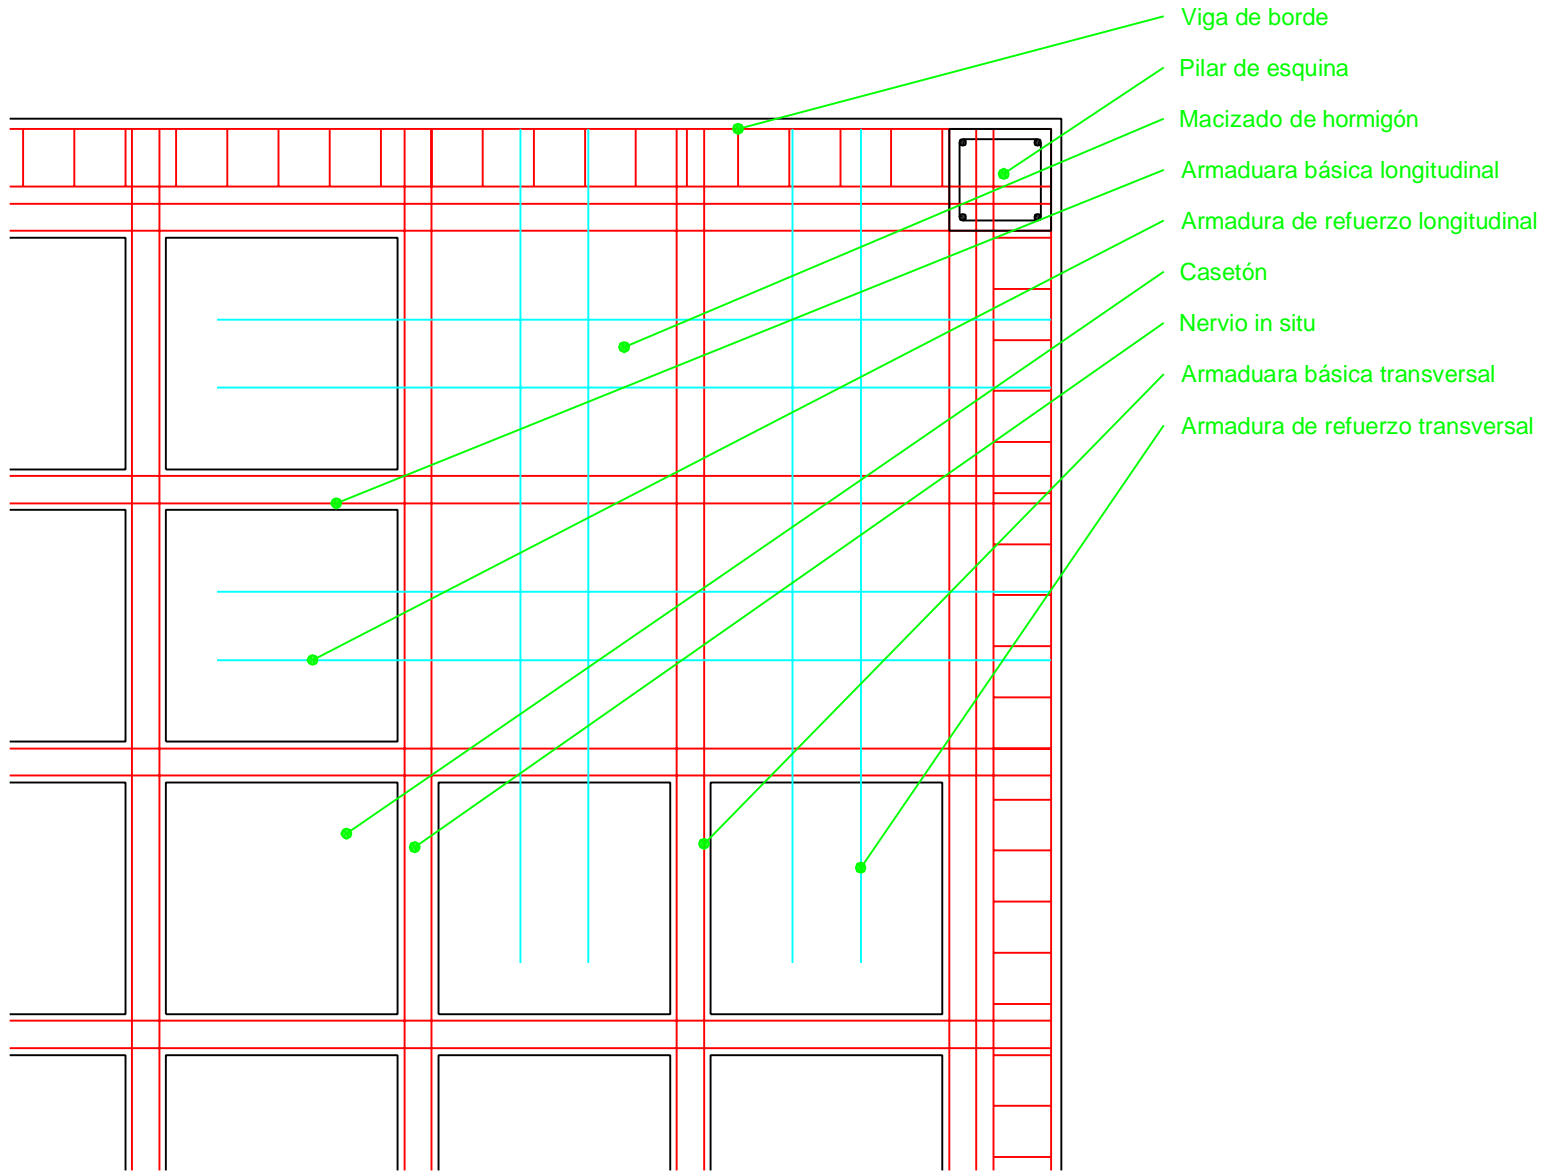 Viga de borde
Pilar de esquina
Macizado de hormigón
Armaduara básica longitudinal
Armadura de refuerzo longitudinal
Casetón
Nervio in situ
Armaduara básica transversal
Armadura de refuerzo transversal